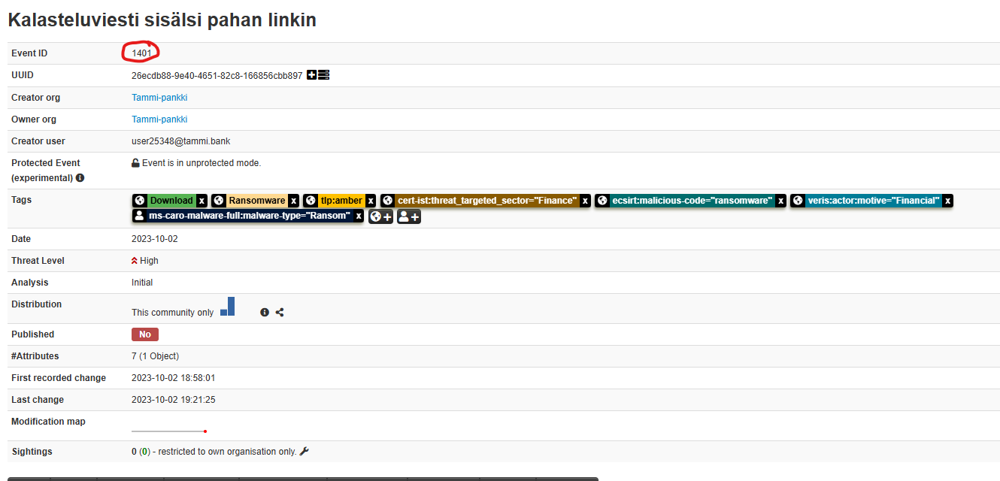 Kalasteluviesti sisälsi pahan linkin
Event ID 1401
UUID 26ecdb88-9e40-4651-82c8-166856cbb897
Creator org Tammi-pankki
Owner org Tammi-pankki
Creator user user25348@tammi.bank
Protected Event
(experimental) Event is in unprotected mode.
Tags Download x Ransomware x tlp:amber x cert-ist:threat_targeted_sector="Finance" x ecsirt:malicious-code="ransomware" x veris:actor:motive="Financial" x
ms-caro-malware-full:malware-type="Ransom" x + +
Date 2023-10-02
Threat Level High
Analysis Initial
Distribution This community only
Published No
#Attributes 7 (1 Object)
First recorded change 2023-10-02 18:58:01
Last change 2023-10-02 19:21:25
Modification map
Sightings 0 (0) - restricted to own organisation only.